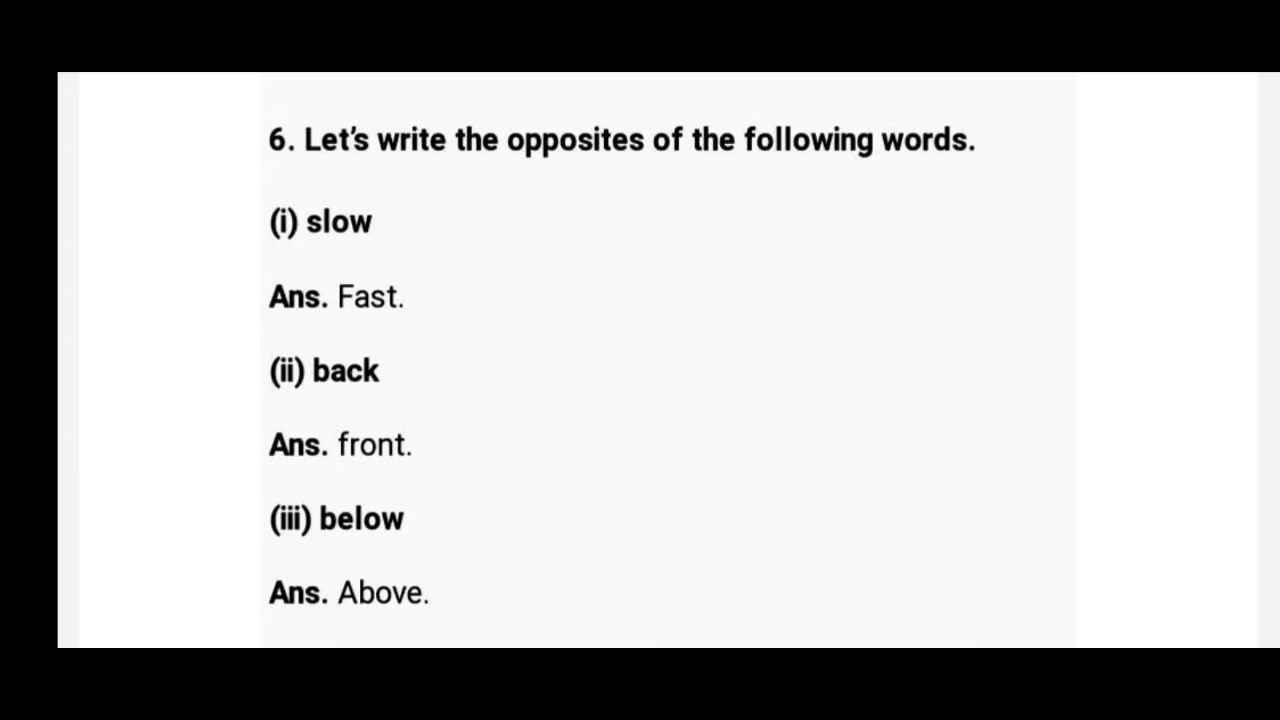 6. Let's write the opposites of the following words.
(i) slow
Ans. Fast.
(ii) back
Ans. front.
(iii) below
Ans. Above.